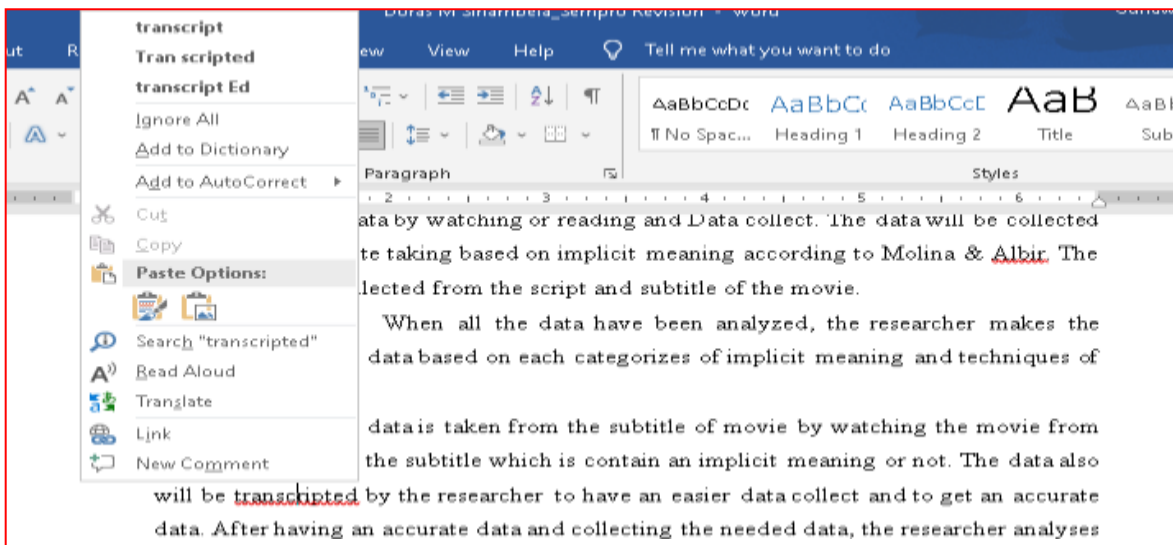 transcript
Tran scripted
transcript Ed
Ignore All
Add to Dictionary
Add to AutoCorrect
Cut
Copy
Paste Options:
Search "transcripted"
Read Aloud
Translate
Link
New Comment
Duras M Sinambela_Sempro Revision - Word
ut R ew View Help Tell me what you want to do
AaBbCcDc AaBbCc AaBbCcD AaB AaBb
¶ No Spac... Heading 1 Heading 2 Title Sub
Paragraph Styles
2 3 4 5 6
ata by watching or reading and Data collect. The data will be collected
te taking based on implicit meaning according to Molina & Albir. The
llected from the script and subtitle of the movie.
When all the data have been analyzed, the researcher makes the
data based on each categorizes of implicit meaning and techniques of
data is taken from the subtitle of movie by watching the movie from
the subtitle which is contain an implicit meaning or not. The data also
will be transcripted by the researcher to have an easier data collect and to get an accurate
data. After having an accurate data and collecting the needed data, the researcher analyses